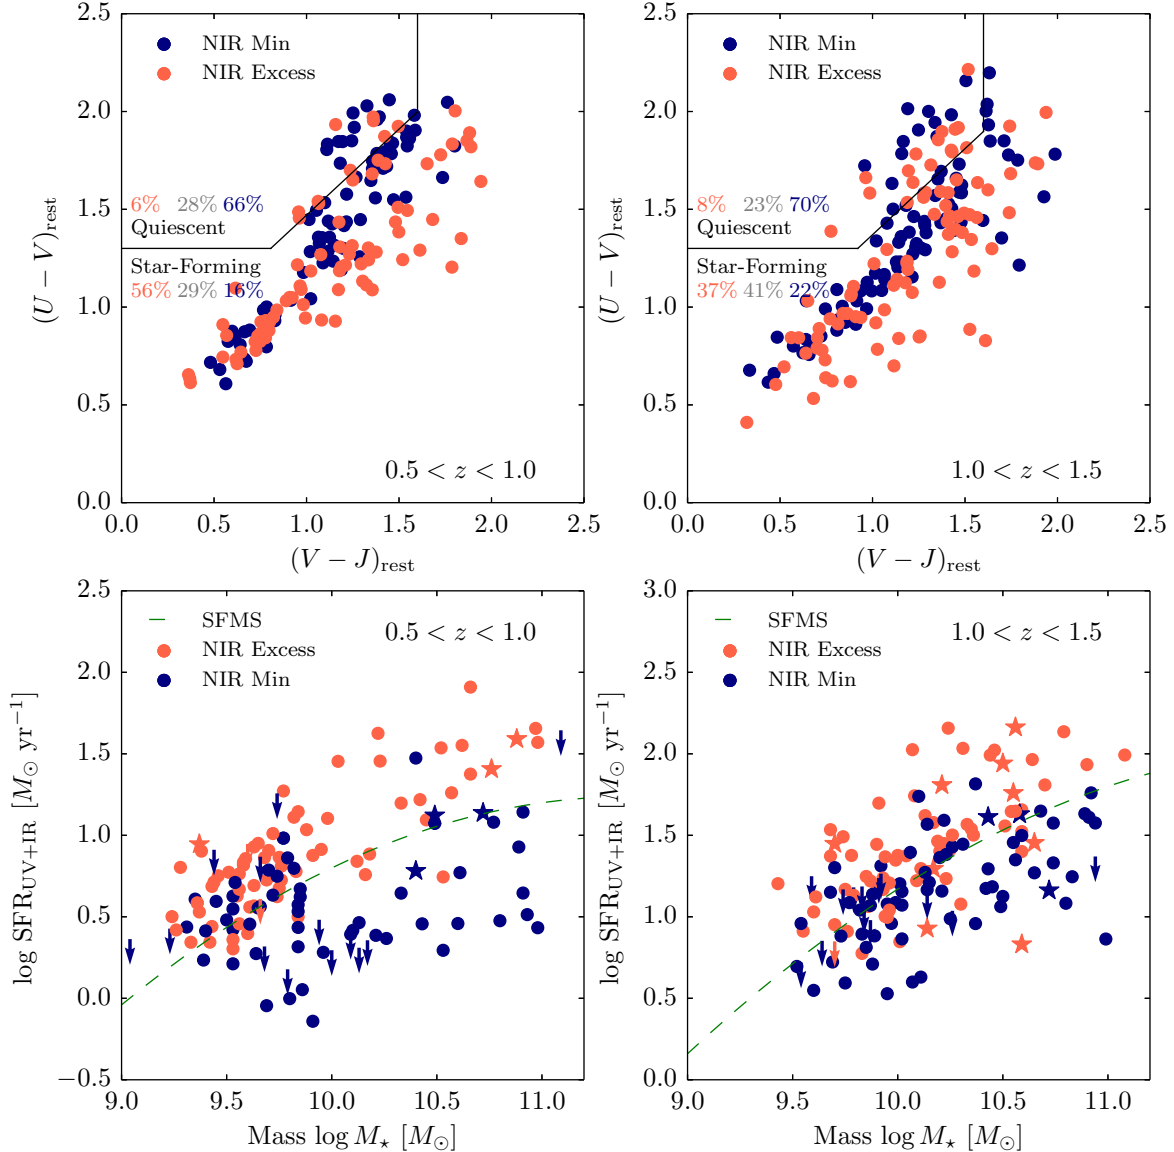 2.5
2.0
1.5
1.0
0.5
0.0
(U − V)rest
NIR Min
NIR Excess
6% 28% 66%
Quiescent
Star-Forming
56% 29% 16%
0.5 < z < 1.0
0.0 0.5 1.0 1.5 2.0 2.5
(V − J)rest
2.5
2.0
1.5
1.0
0.5
0.0
(U − V)rest
NIR Min
NIR Excess
8% 23% 70%
Quiescent
Star-Forming
37% 41% 22%
1.0 < z < 1.5
0.0 0.5 1.0 1.5 2.0 2.5
(V − J)rest
2.5
2.0
1.5
1.0
0.5
0.0
−0.5
log SFRUV+IR [M⊙ yr−1]
SFMS
NIR Excess
NIR Min
0.5 < z < 1.0
9.0 9.5 10.0 10.5 11.0
Mass log M⋆ [M⊙]
3.0
2.5
2.0
1.5
1.0
0.5
0.0
log SFRUV+IR [M⊙ yr−1]
SFMS
NIR Excess
NIR Min
1.0 < z < 1.5
9.0 9.5 10.0 10.5 11.0
Mass log M⋆ [M⊙]